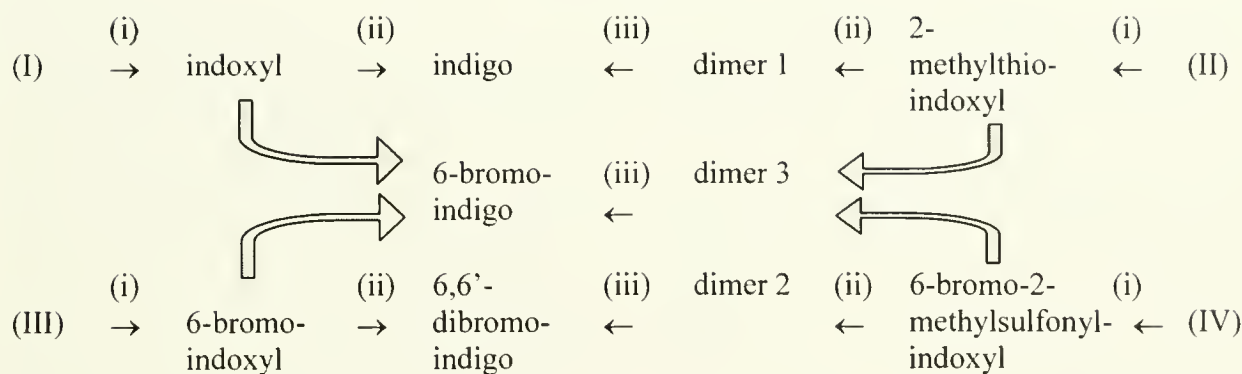 (i) (ii) (iii) (ii) 2- (i)
(I) → indoxyl → indigo ← dimer 1 ← methylthio- ← (II)
indoxyl
6-bromo- (iii) dimer 3
indigo ←
(i) (ii) 6,6'- (iii) dimer 2 (ii) 6-bromo-2- (i)
(III) → 6-bromo- → dibromo- ← ← methylsulfonyl- ← (IV)
indoxyl indigo indoxyl